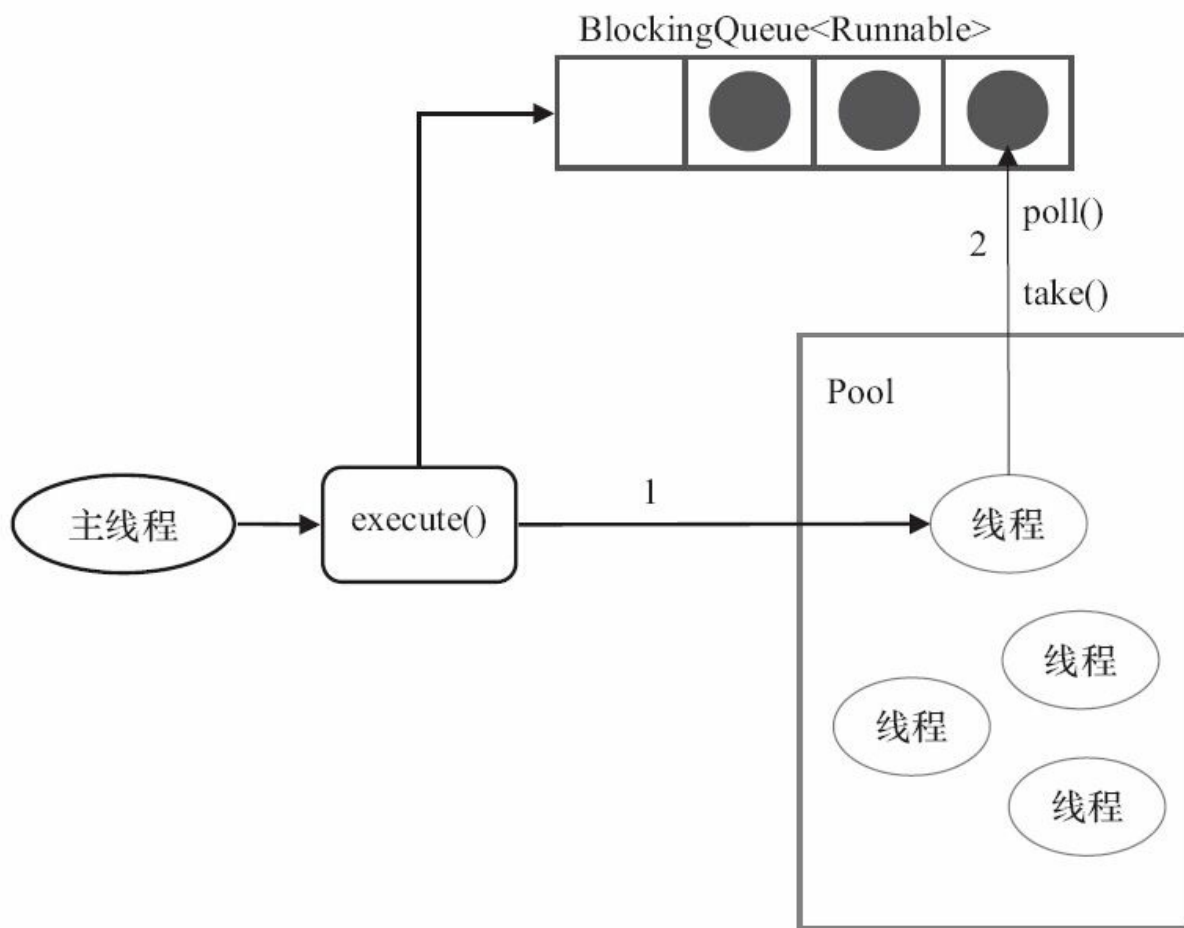 BlockingQueue<Runnable>
poll()
2
take()
Pool
主线程
execute()
1
线程
线程
线程
线程